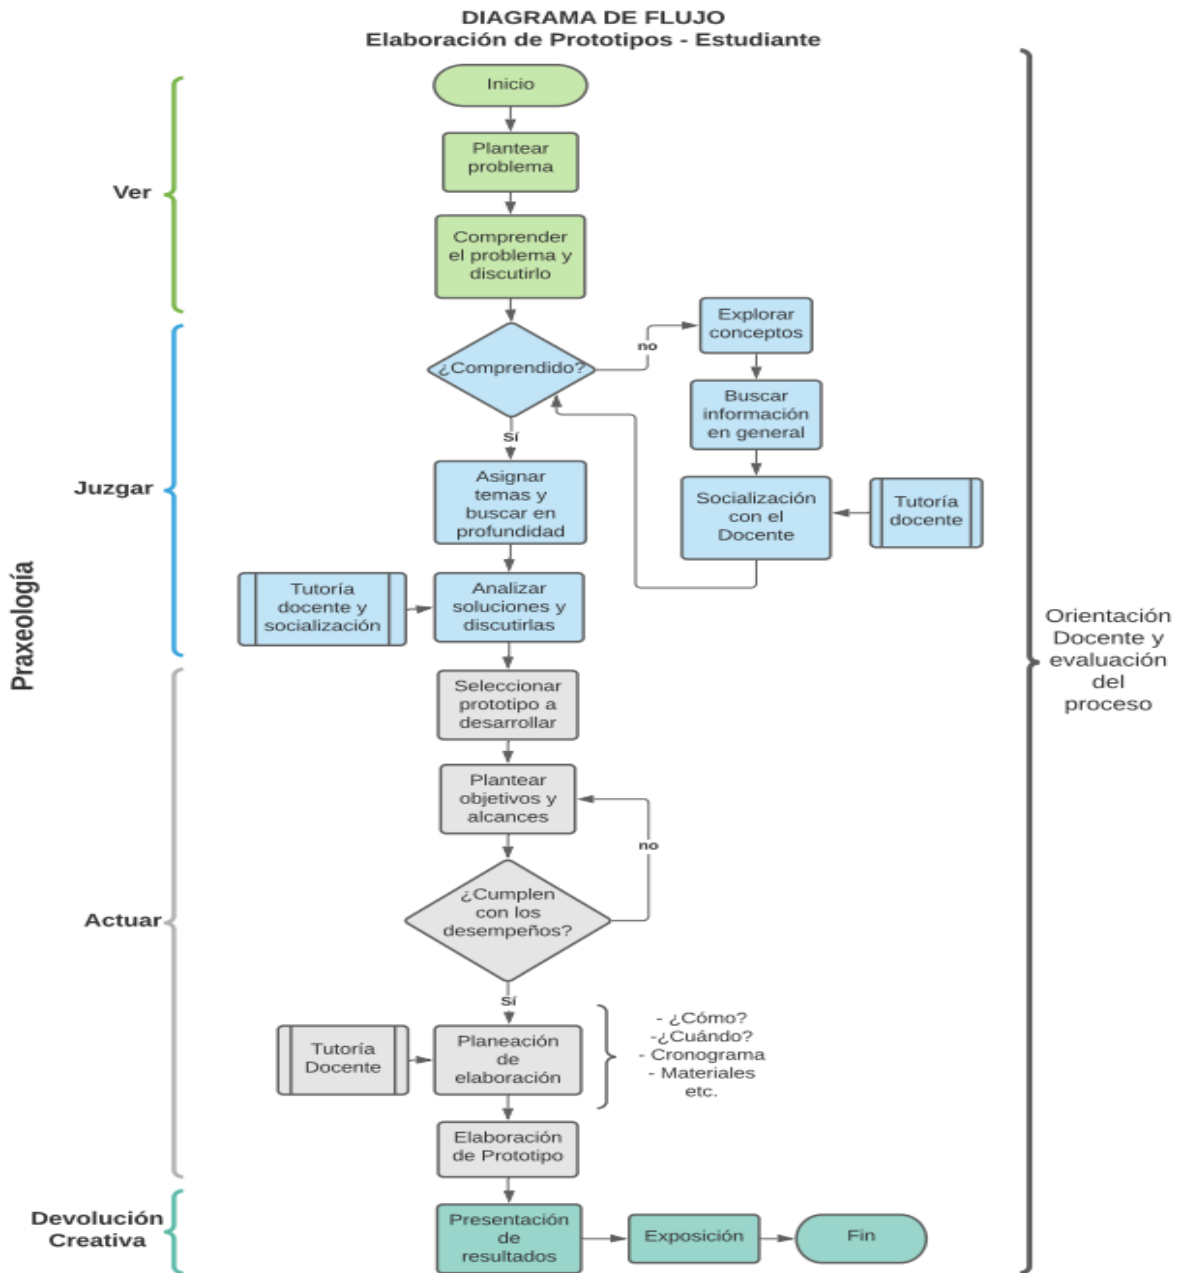 DIAGRAMA DE FLUJO
Elaboración de Prototipos - Estudiante
Inicio
Plantear
problema
Ver
Comprender
el problema y
discutirlo
¿Comprendido?
no
Explorar
conceptos
Buscar
información
en general
Socialización
con el
Docente
Tutoría
docente
Sí
Juzgar
Asignar
temas y
buscar en
profundidad
Tutoría
docente y
socialización
Analizar
soluciones y
discutirlas
Praxeología
Orientación
Docente y
evaluación
del
proceso
Seleccionar
prototipo a
desarrollar
Plantear
objetivos y
alcances
no
¿Cumplen
con los
desempeños?
Actuar
Sí
Tutoría
Docente
Planeación
de
elaboración
- ¿Cómo?
-¿Cuándo?
- Cronograma
- Materiales
etc.
Elaboración
de Prototipo
Devolución
Creativa
Presentación
de
resultados
Exposición
Fin